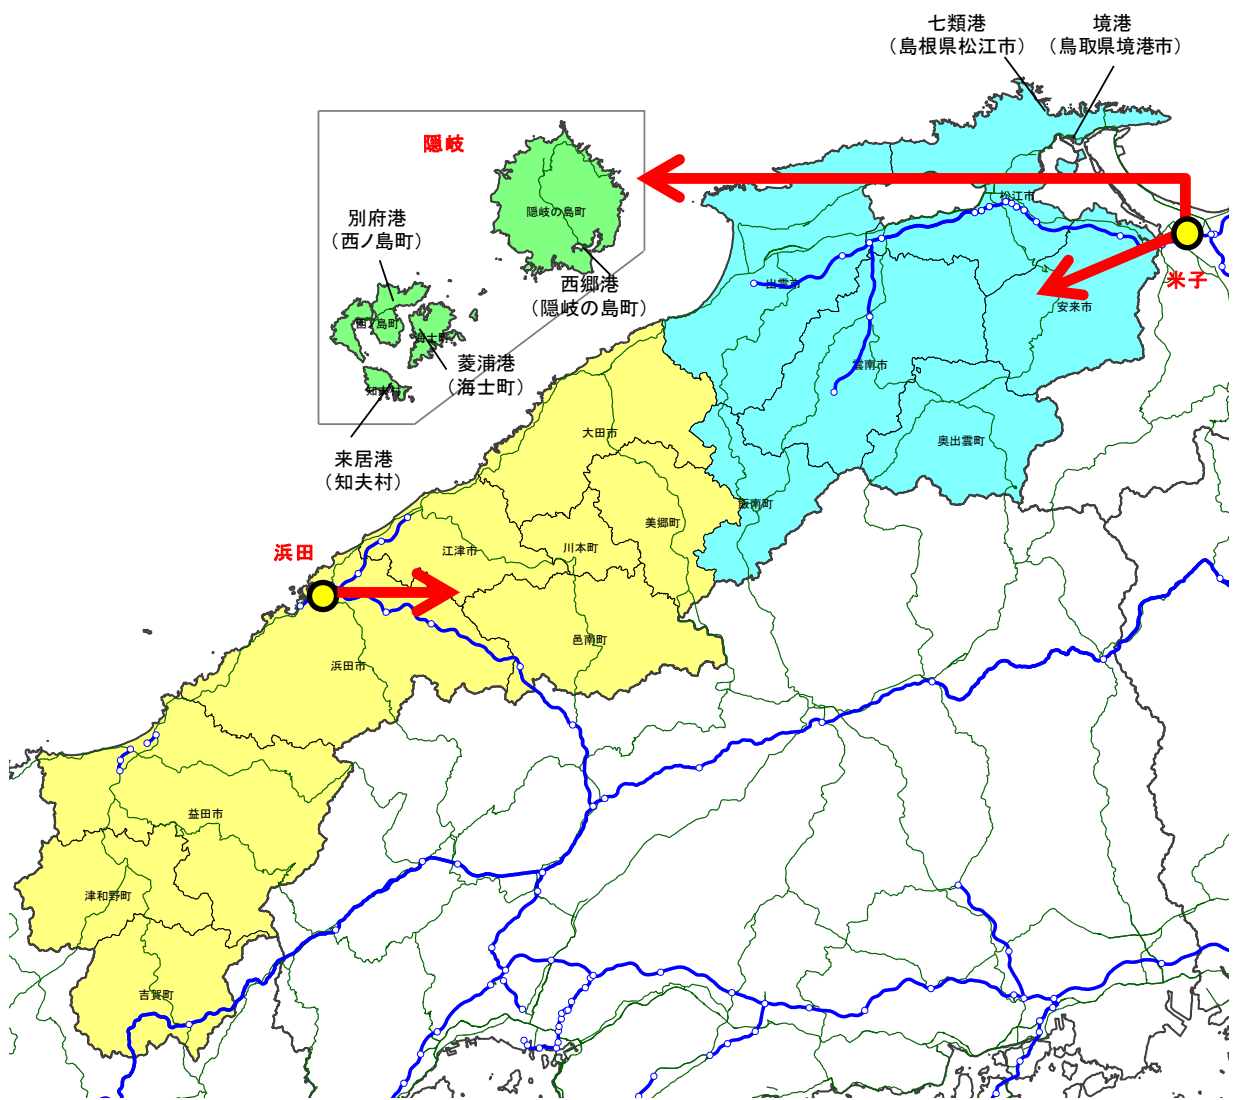 七類港
（島根県松江市）
境港
（鳥取県境港市）
隠岐
別府港
（西ノ島町）
隠岐の島町
西郷港
（隠岐の島町）
西ノ島町
海士町
菱浦港
（海士町）
知夫村
来居港
（知夫村）
松江市
米子
出雲市
安来市
雲南市
奥出雲町
飯南町
大田市
美郷町
川本町
江津市
浜田
邑南町
浜田市
益田市
津和野町
吉賀町